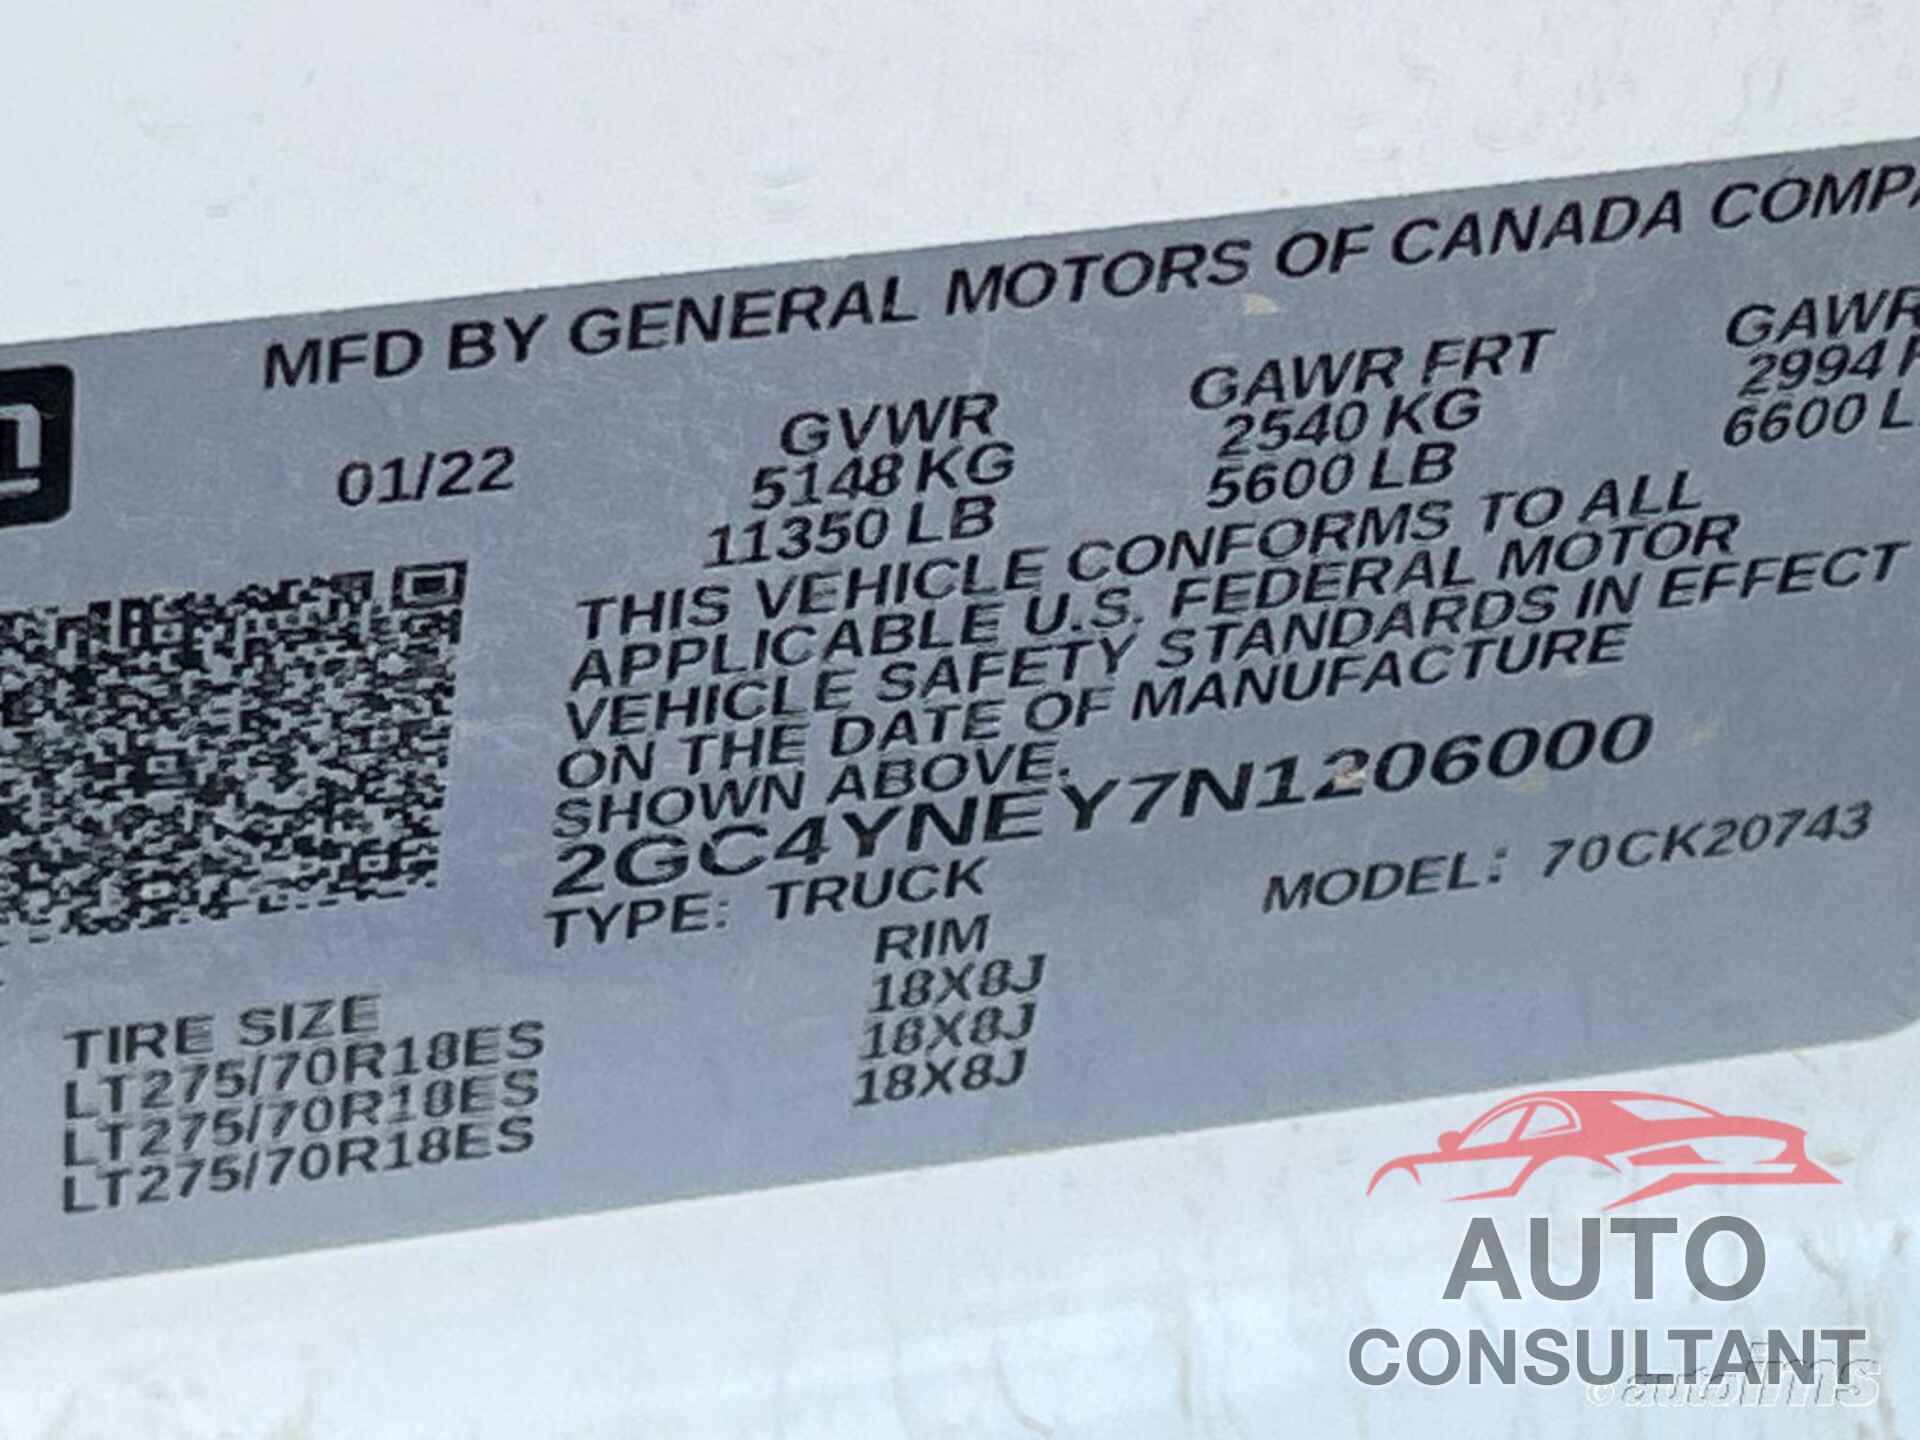 MFD BY GENERAL MOTORS OF CANADA
01/22
GVWR
5148 KG
11350 LB
GAWR FRT
2540 KG
5600 LB
GAWR
2994
6600
THIS VEHICLE CONFORMS TO ALL
APPLICABLE U.S. FEDERAL MOTOR
VEHICLE SAFETY STANDARDS IN EFFECT
ON THE DATE OF MANUFACTURE
SHOWN ABOVE.
2GC4YNEY7N1206000
TYPE: TRUCK
MODEL: 70CK20743
TIRE SIZE
RIM
LT275/70R18ES
18X8J
LT275/70R18ES
18X8J
LT275/70R18ES
18X8J
AUTO
CONSULTANT
© autoims